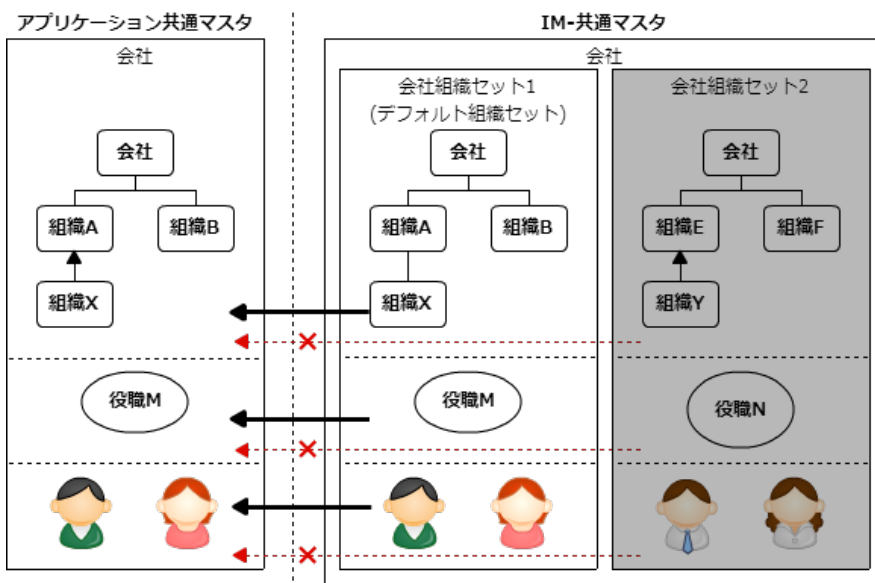 アプリケーション共通マスタ
IM-共通マスタ
会社
会社
会社組織セット1
(デフォルト組織セット)
会社組織セット2
会社
組織A
組織B
組織X
会社
組織A
組織B
組織X
会社
組織E
組織F
組織Y
役職M
役職M
役職N